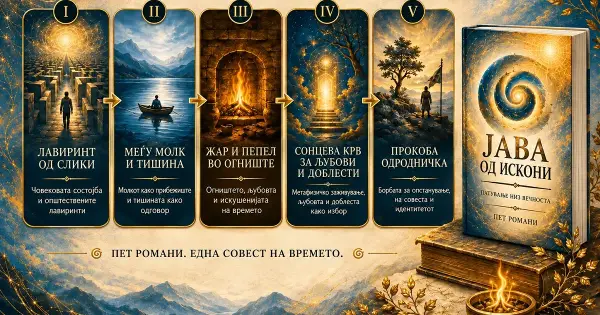 I
ЛАВИРИНТ
ОД СЛИКИ
Човековата состојба
и општествените
лавиринти
II
МЕЃУ МОЛК
И ТИШИНА
Молкот како прибежиште
и тишината како
одговор
III
ЖАР И ПЕПЕЛ
ВО ОГНИШТЕ
Огништето, љубовта
и искушенијата
на времето
IV
СОНЦЕВА КРВ
ЗА ЉУБОВИ
И ДОБЛЕСТИ
Метафизичко заживување,
љубовта и доблеста
како избор
V
ПРОКОБА
ОДРОДНИЧКА
Борбата за опстанување,
на совеста и
идентитетот
ЈАВА
ОД ИСКОНИ
ПАТУВАЊЕ НИЗ ВЕЧНОСТА
ПЕТ РОМАНИ
ПЕТ РОМАНИ. ЕДНА СОВЕСТ НА ВРЕМЕТО.